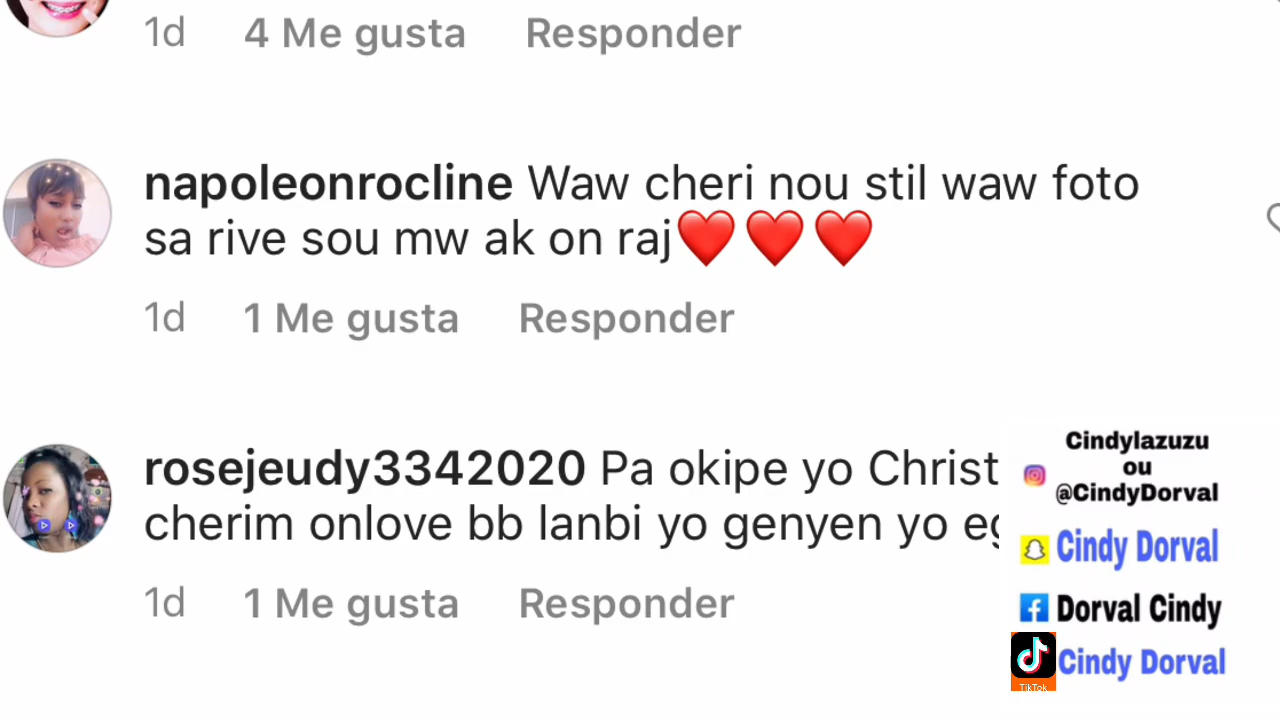 1d 4 Me gusta Responder
napoleonrocline Waw cheri nou stil waw foto
sa rive sou mw ak on raj❤️❤️❤️
1d 1 Me gusta Responder
rosejeudy3342020 Pa okipe yo Christ
cherim onlove bb lanbi yo genyen yo
1d 1 Me gusta Responder
Cindylazuzu
ou
@CindyDorval
Cindy Dorval
Dorval Cindy
Cindy Dorval
TikTok